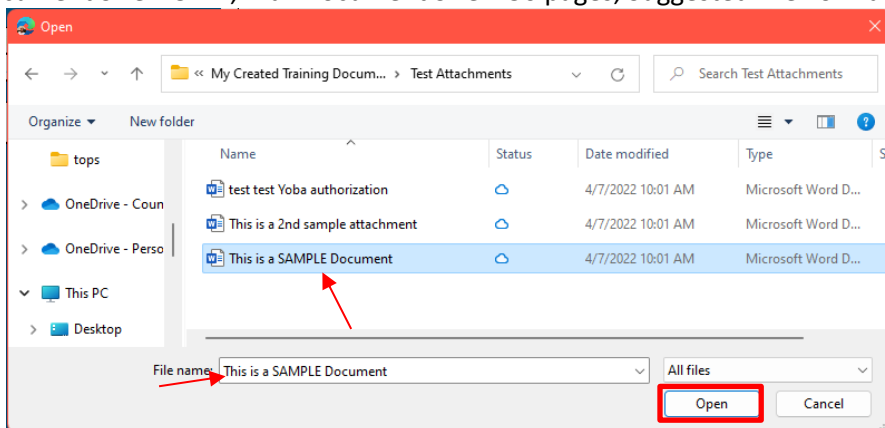 Open
« My Created Training Docum... > Test Attachments Search Test Attachments
Organize New folder
Name Status Date modified Type S
tops
test test Yoba authorization 4/7/2022 10:01 AM Microsoft Word D...
OneDrive - Coun
This is a 2nd sample attachment 4/7/2022 10:01 AM Microsoft Word D...
OneDrive - Perso
This is a SAMPLE Document 4/7/2022 10:01 AM Microsoft Word D...
This PC
Desktop
File name: This is a SAMPLE Document All files
Open Cancel